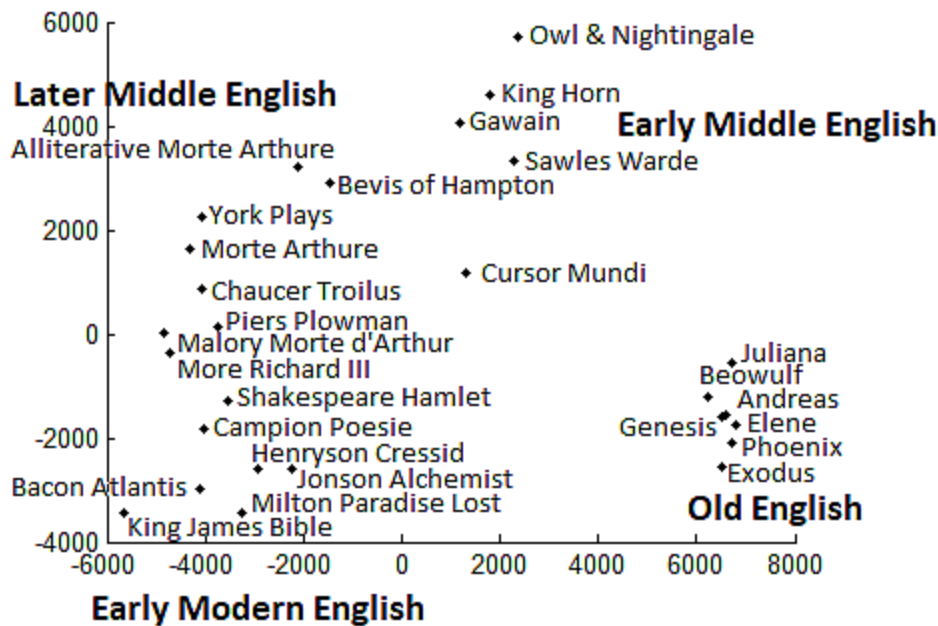 6000
Owl & Nightingale
Later Middle English
King Horn
4000
Gawain
Early Middle English
Alliterative Morte Arthure
Sawles Warde
Bevis of Hampton
York Plays
2000
Morte Arthure
Cursor Mundi
Chaucer Troilus
Piers Plowman
0
Malory Morte d'Arthur
Juliana
More Richard III
Beowulf
Shakespeare Hamlet
Andreas
Campion Poesie
Genesis
Elene
-2000
Phoenix
Henryson Cressid
Jonson Alchemist
Exodus
Bacon Atlantis
Milton Paradise Lost
Old English
King James Bible
-4000
-6000 -4000 -2000 0 2000 4000 6000 8000
Early Modern English